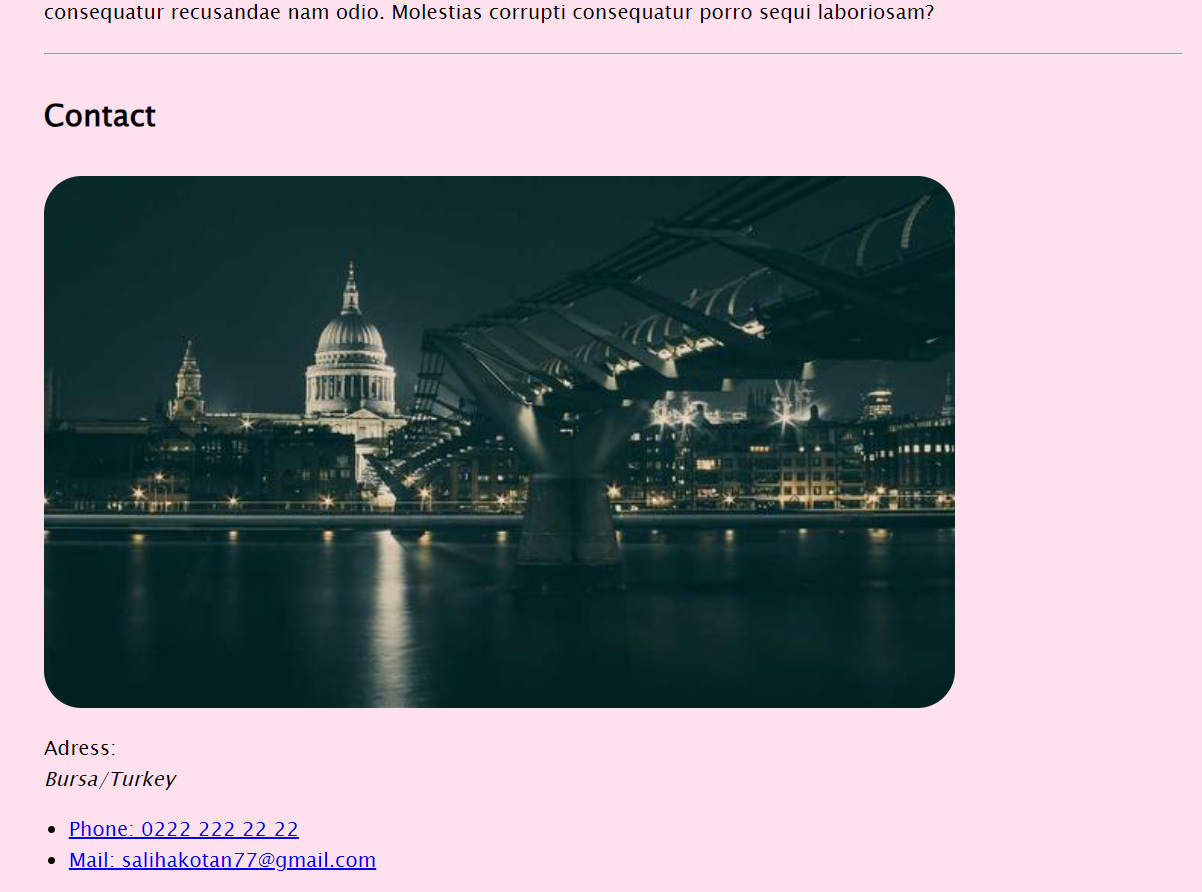 consequatur recusandae nam odio. Molestias corrupti consequatur porro sequi laboriosam?
Contact
Adress:
Bursa/Turkey
Phone: 0222 222 22 22
Mail: salihakotan77@gmail.com